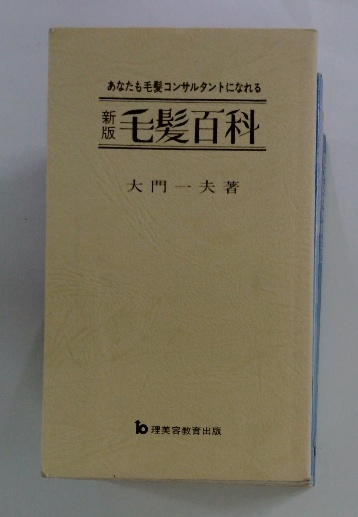 あなたも毛髪コンサルタントになれる
新版 毛髪百科
大門一夫著
理美容教育出版